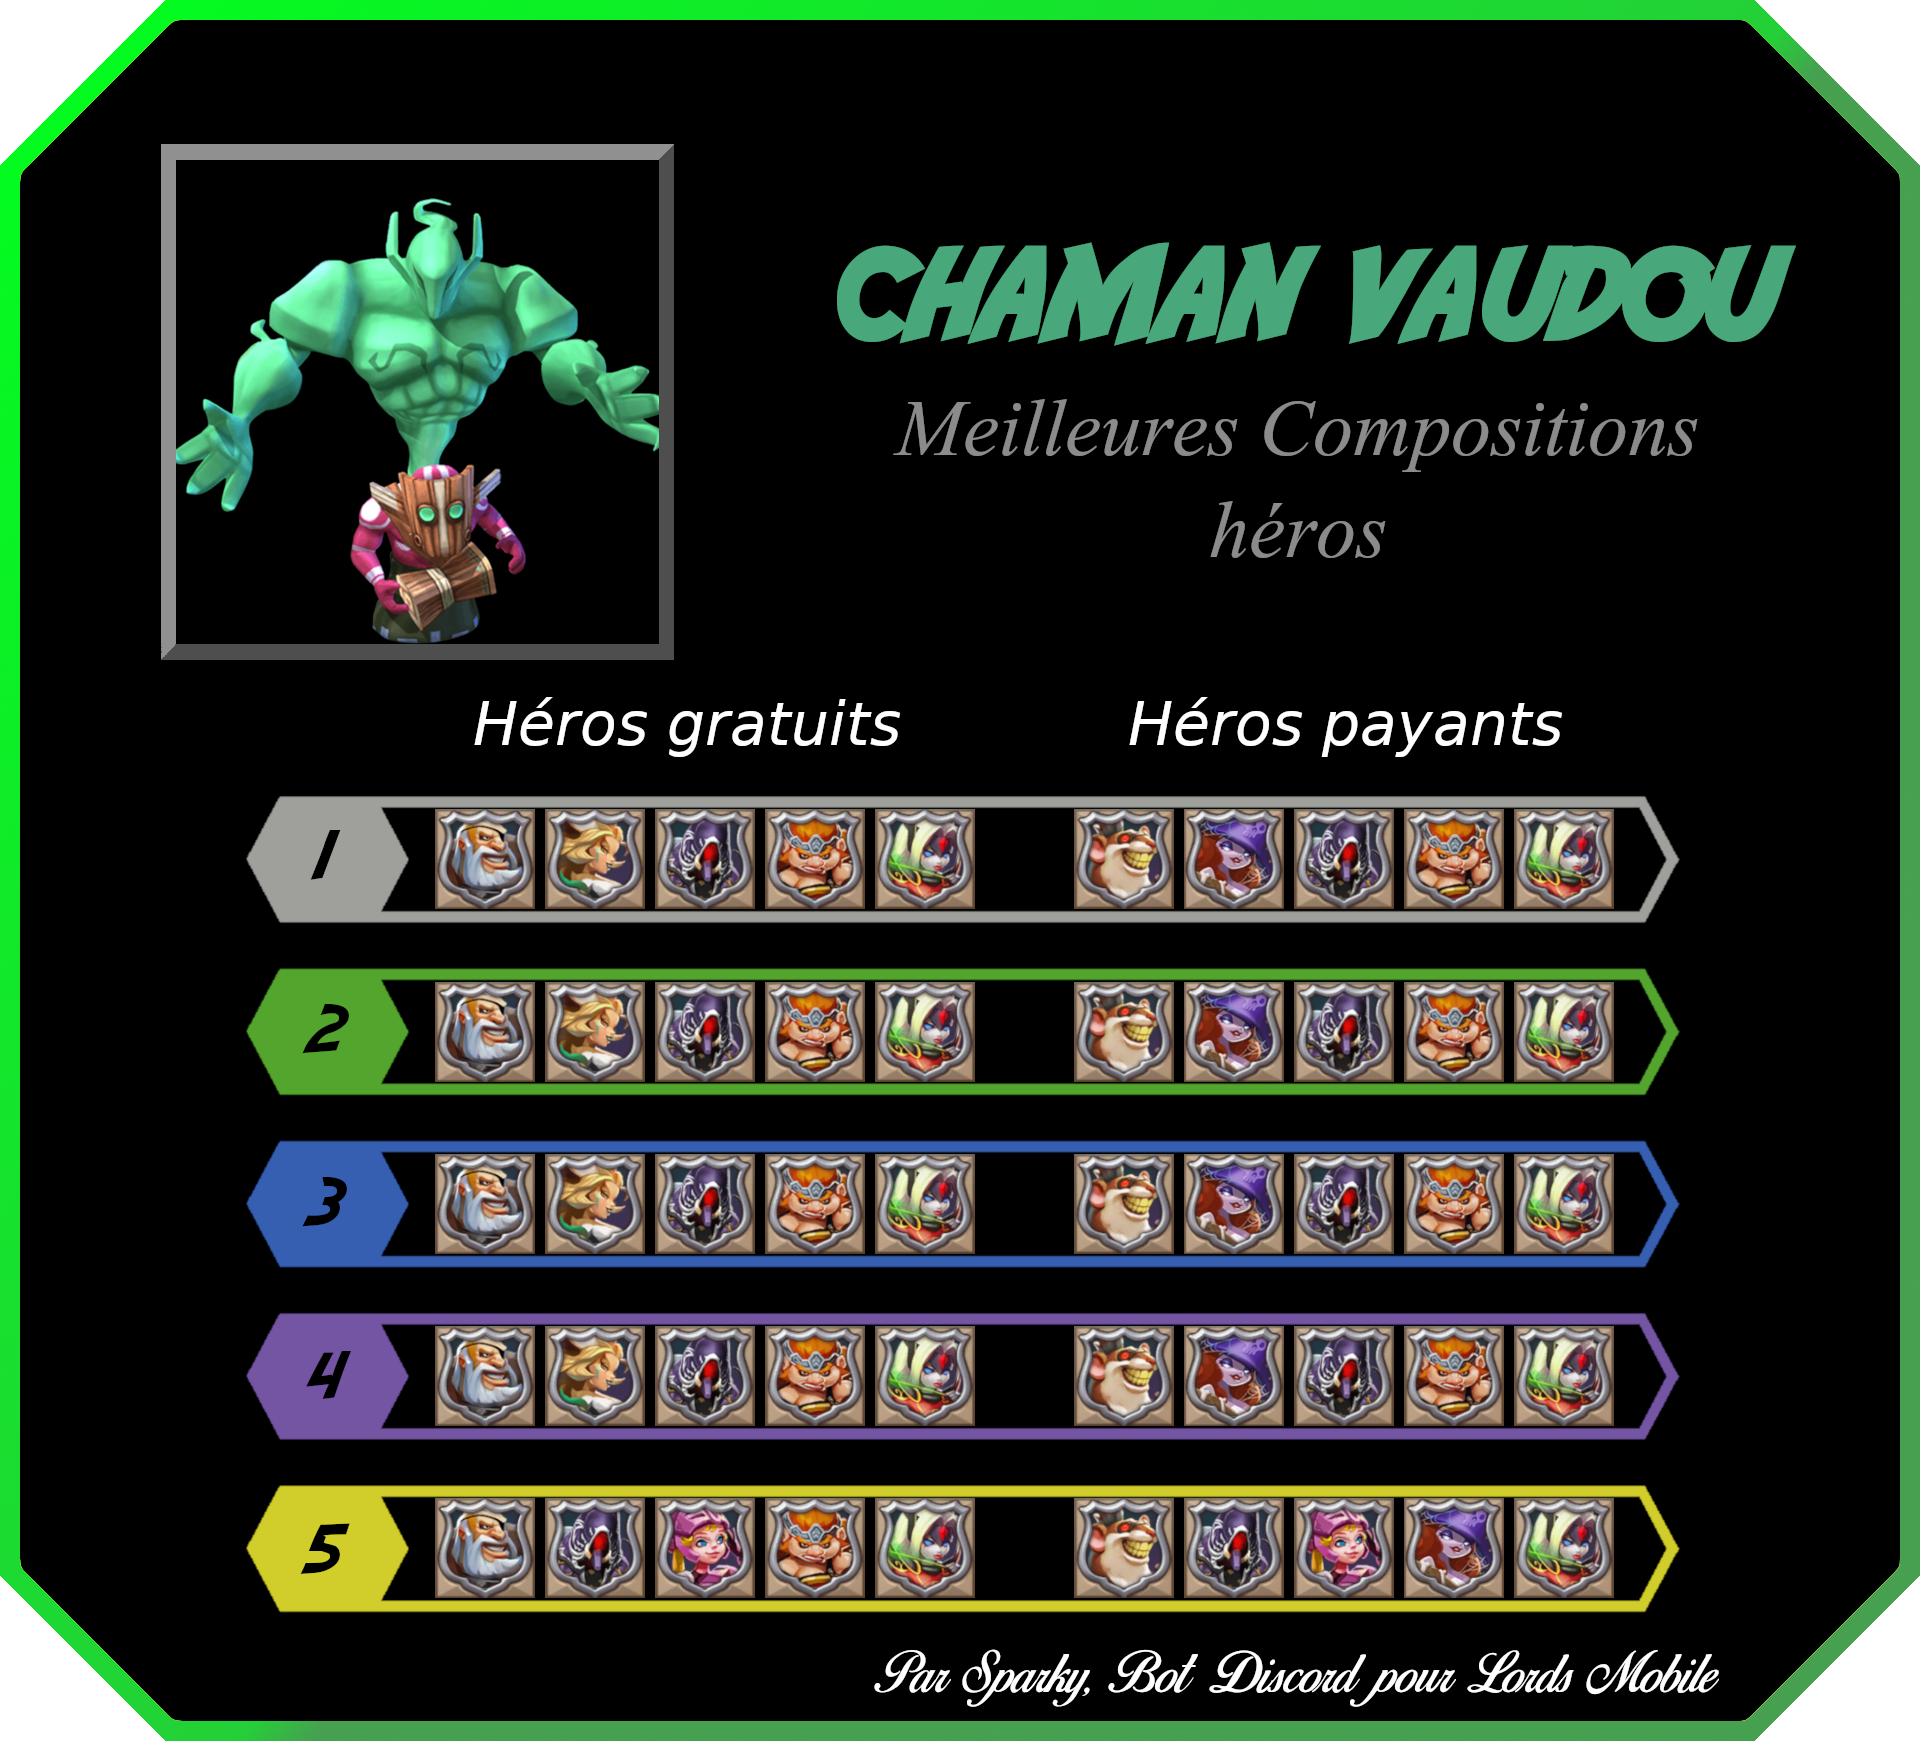 CHAMAN VAUDOU
Meilleures Compositions
héros
Héros gratuits
Héros payants
1
2
3
4
5
Par Sparky, Bot Discord pour Lords Mobile